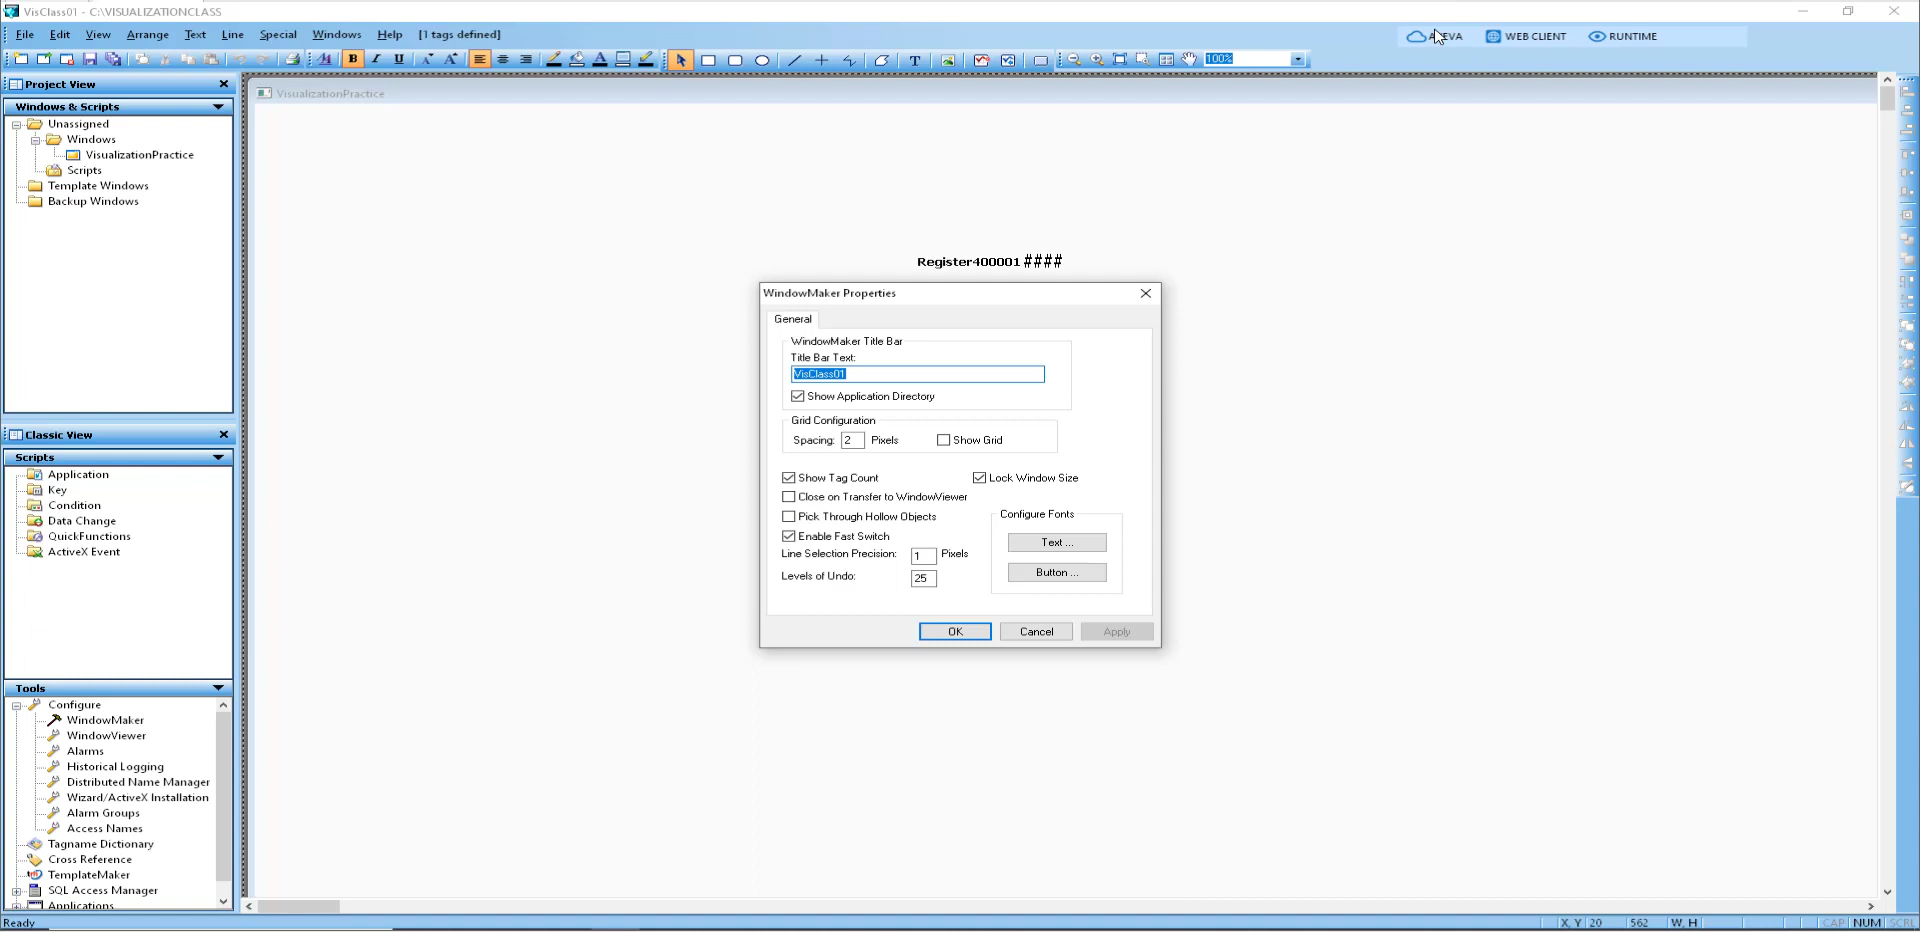 VisClass01 - C:\VISUALIZATIONCLASS
File Edit View Arrange Text Line Special Windows Help [1 tags defined]
WEB CLIENT RUNTIME
B I U T 100%
Project View
Windows & Scripts
Unassigned
Windows
VisualizationPractice
Scripts
Template Windows
Backup Windows
Classic View
Scripts
Application
Key
Condition
Data Change
QuickFunctions
ActiveX Event
Tools
Configure
WindowMaker
WindowViewer
Alarms
Historical Logging
Distributed Name Manager
Wizard/ActiveX Installation
Alarm Groups
Access Names
Tagname Dictionary
Cross Reference
TemplateMaker
SQL Access Manager
Applications
VisualizationPractice
Register400001 ####
WindowMaker Properties
General
WindowMaker Title Bar
Title Bar Text:
VisClass01
Show Application Directory
Grid Configuration
Spacing: 2 Pixels Show Grid
Show Tag Count Lock Window Size
Close on Transfer to WindowViewer
Pick Through Hollow Objects
Configure Fonts
Enable Fast Switch
Text ...
Line Selection Precision: 1 Pixels
Button ...
Levels of Undo: 25
OK Cancel Apply
Ready X, Y 20 562 W, H CAP NUM SCRL